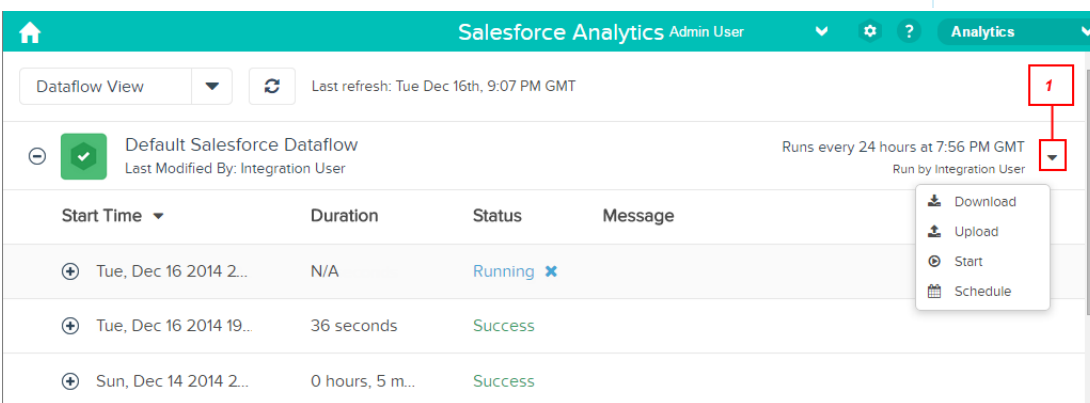 Salesforce Analytics Admin User ? Analytics
Dataflow View Last refresh: Tue Dec 16th, 9:07 PM GMT
1
Default Salesforce Dataflow
Last Modified By: Integration User
Runs every 24 hours at 7:56 PM GMT
Run by Integration User
Download
Upload
Start
Schedule
Start Time Duration Status Message
Tue, Dec 16 2014 2... N/A Running
Tue, Dec 16 2014 19... 36 seconds Success
Sun, Dec 14 2014 2... 0 hours, 5 m... Success